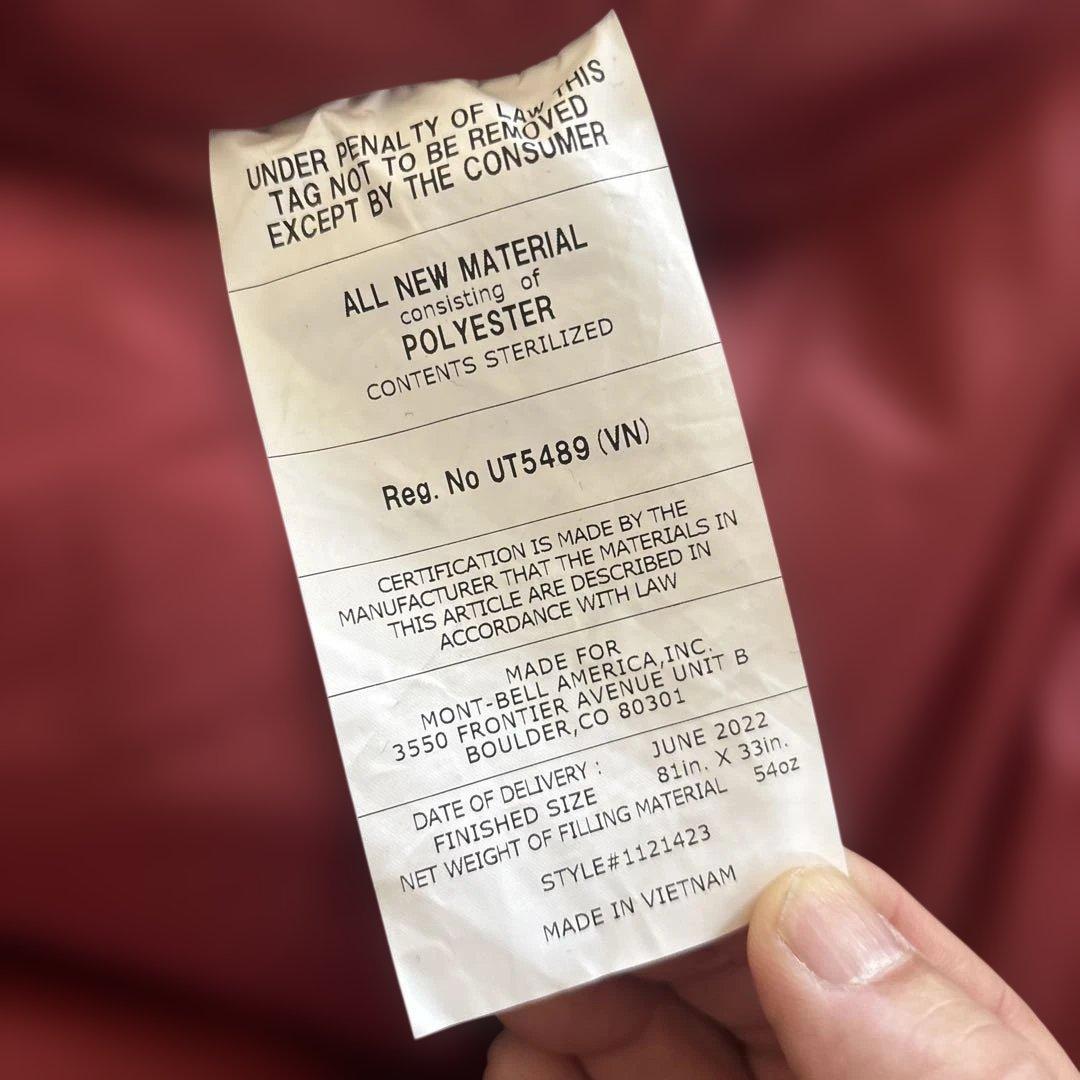 UNDER PENALTY OF LAW THIS
TAG NOT TO BE REMOVED
EXCEPT BY THE CONSUMER
ALL NEW MATERIAL
consisting of
POLYESTER
CONTENTS STERILIZED
Reg. No UT5489 (VN)
CERTIFICATION IS MADE BY THE
MANUFACTURER THAT THE MATERIALS IN
THIS ARTICLE ARE DESCRIBED IN
ACCORDANCE WITH LAW
MADE FOR
MONT-BELL AMERICA,INC.
3550 FRONTIER AVENUE UNIT B
BOULDER,CO 80301
DATE OF DELIVERY : JUNE 2022
FINISHED SIZE 81in. X 33in.
NET WEIGHT OF FILLING MATERIAL 54oz
STYLE#1121423
MADE IN VIETNAM